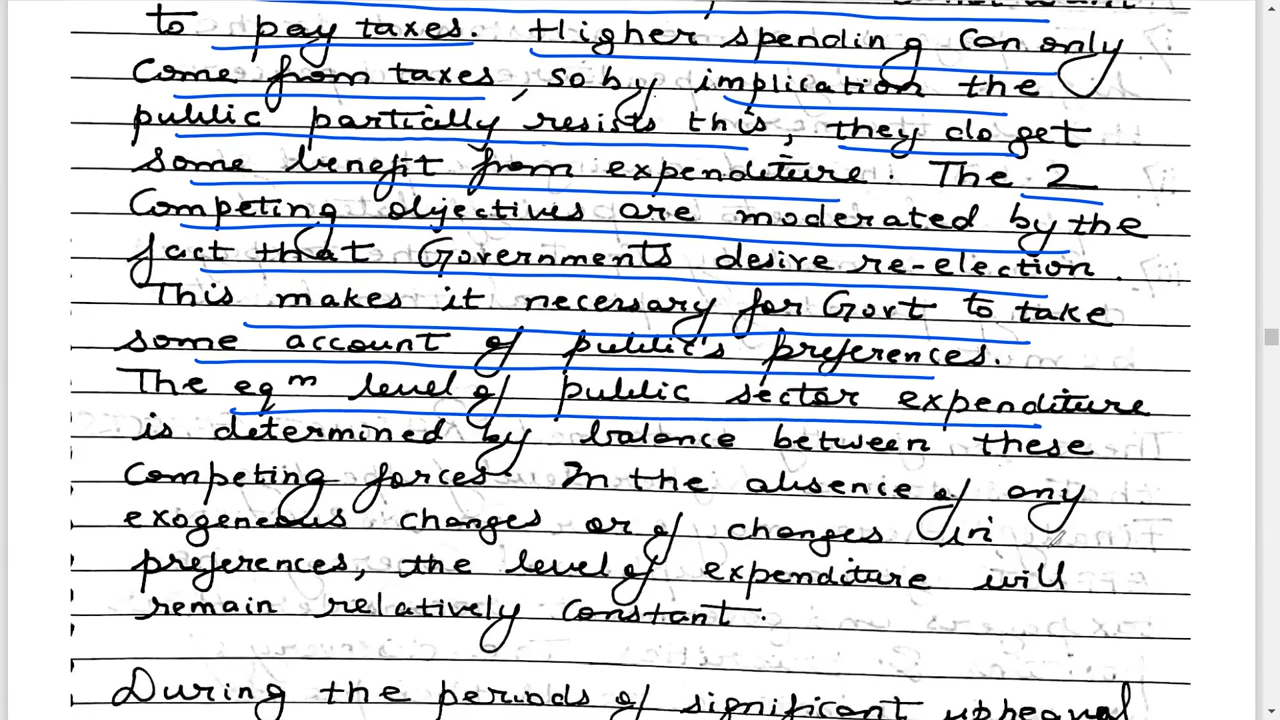 to pay taxes. Higher spending can only
come from taxes, so by implication the
public partially resists this, they do get
some benefit from expenditure. The 2
Competing objectives are moderated by the
fact that Governments desire re-election.
This makes it necessary for Govt to take
some account of public's preferences.
The eqm level of public sector expenditure
is determined by balance between these
Competing forces. In the absence of any
exogeneous changes or of changes in
preferences, the level of expenditure will
remain relatively constant.
During the periods of significant upheaval